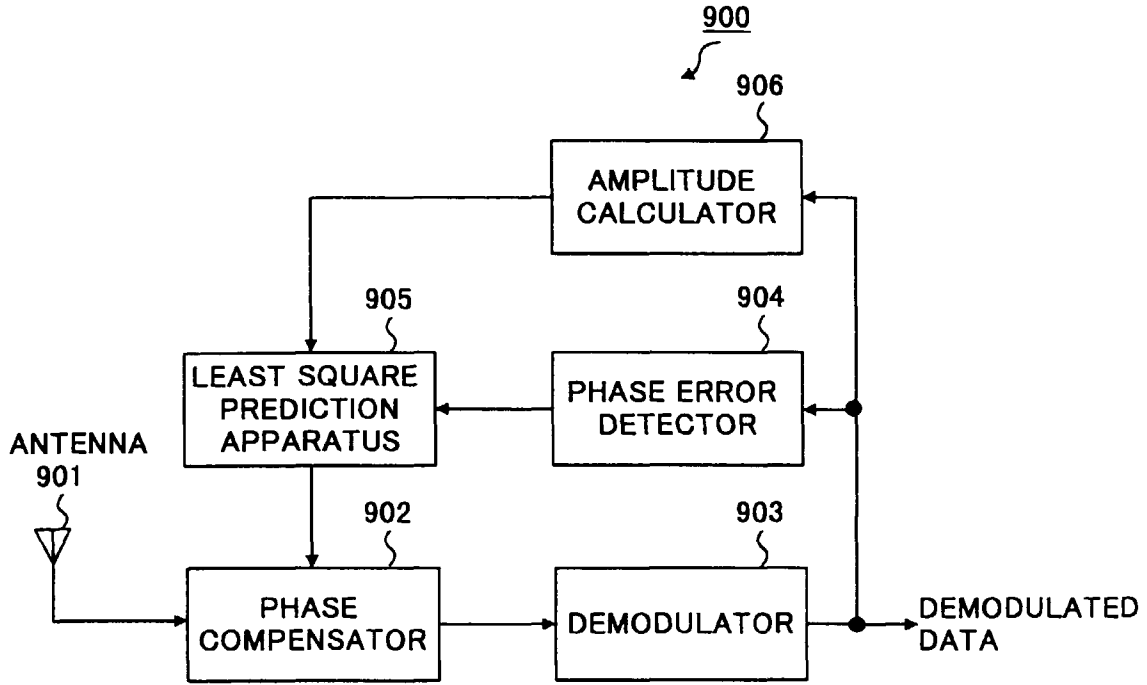 900
906
AMPLITUDE
CALCULATOR
905
904
LEAST SQUARE
PREDICTION
APPARATUS
PHASE ERROR
DETECTOR
ANTENNA
901
902
903
PHASE
COMPENSATOR
DEMODULATOR
DEMODULATED
DATA